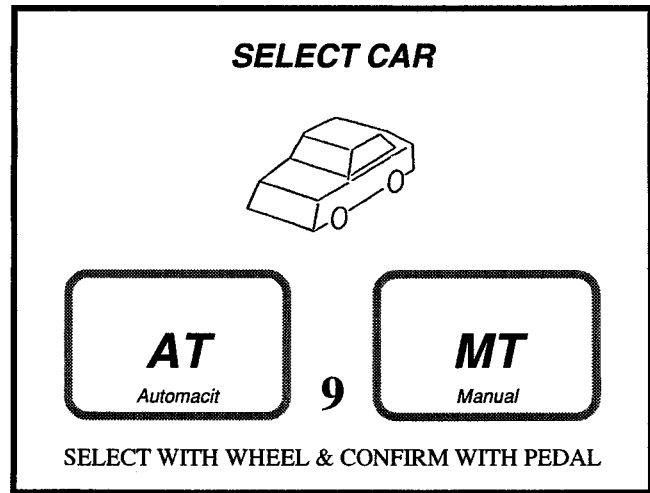 SELECT CAR
AT
Automacit
9
MT
Manual
SELECT WITH WHEEL & CONFIRM WITH PEDAL